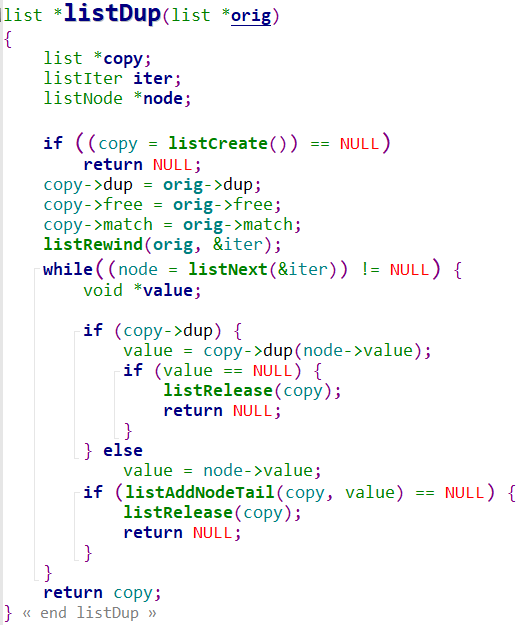 list *listDup(list *orig)
{
    list *copy;
    listIter iter;
    listNode *node;

    if ((copy = listCreate()) == NULL)
        return NULL;
    copy->dup = orig->dup;
    copy->free = orig->free;
    copy->match = orig->match;
    listRewind(orig, &iter);
    while((node = listNext(&iter)) != NULL) {
        void *value;

        if (copy->dup) {
            value = copy->dup(node->value);
            if (value == NULL) {
                listRelease(copy);
                return NULL;
            }
        } else
            value = node->value;
        if (listAddNodeTail(copy, value) == NULL) {
            listRelease(copy);
            return NULL;
        }
    }
    return copy;
} « end listDup »